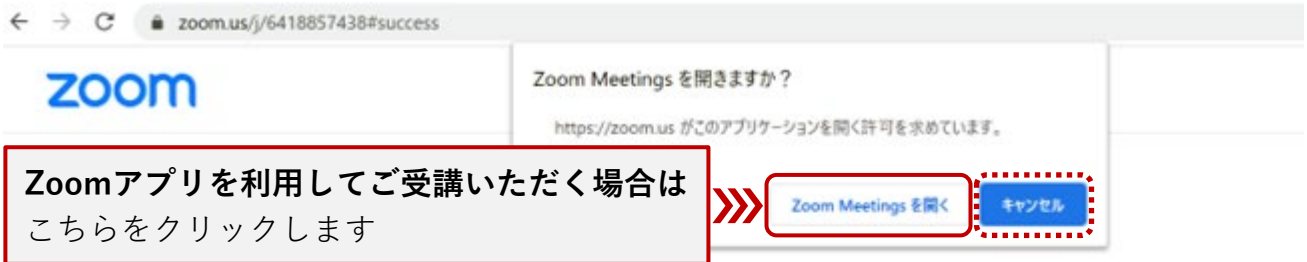 zoom.us/j/6418857438#success
zoom
Zoom Meetings を開きますか？
https://zoom.us がこのアプリケーションを開く許可を求めています。
Zoomアプリを利用してご受講いただく場合は
こちらをクリックします
Zoom Meetings を開く
キャンセル